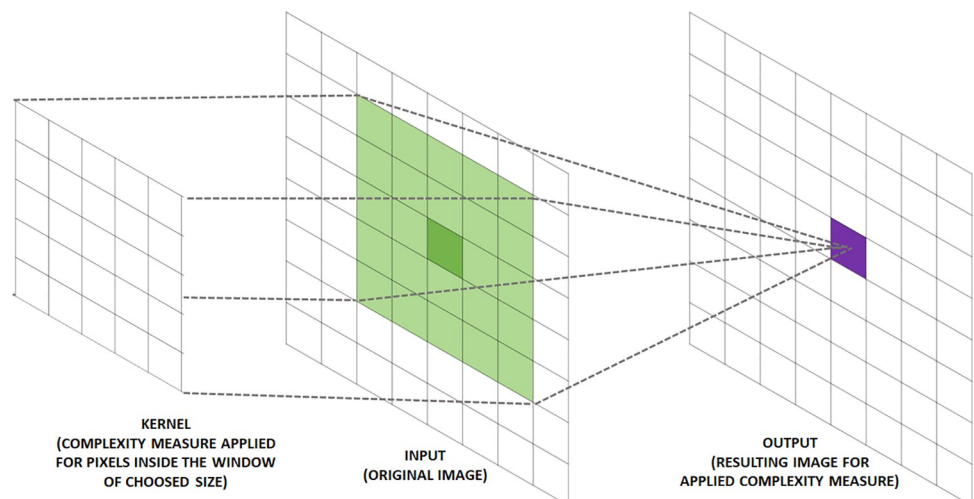 KERNEL
(COMPLEXITY MEASURE APPLIED
FOR PIXELS INSIDE THE WINDOW
OF CHOOSED SIZE)
INPUT
(ORIGINAL IMAGE)
OUTPUT
(RESULTING IMAGE FOR
APPLIED COMPLEXITY MEASURE)